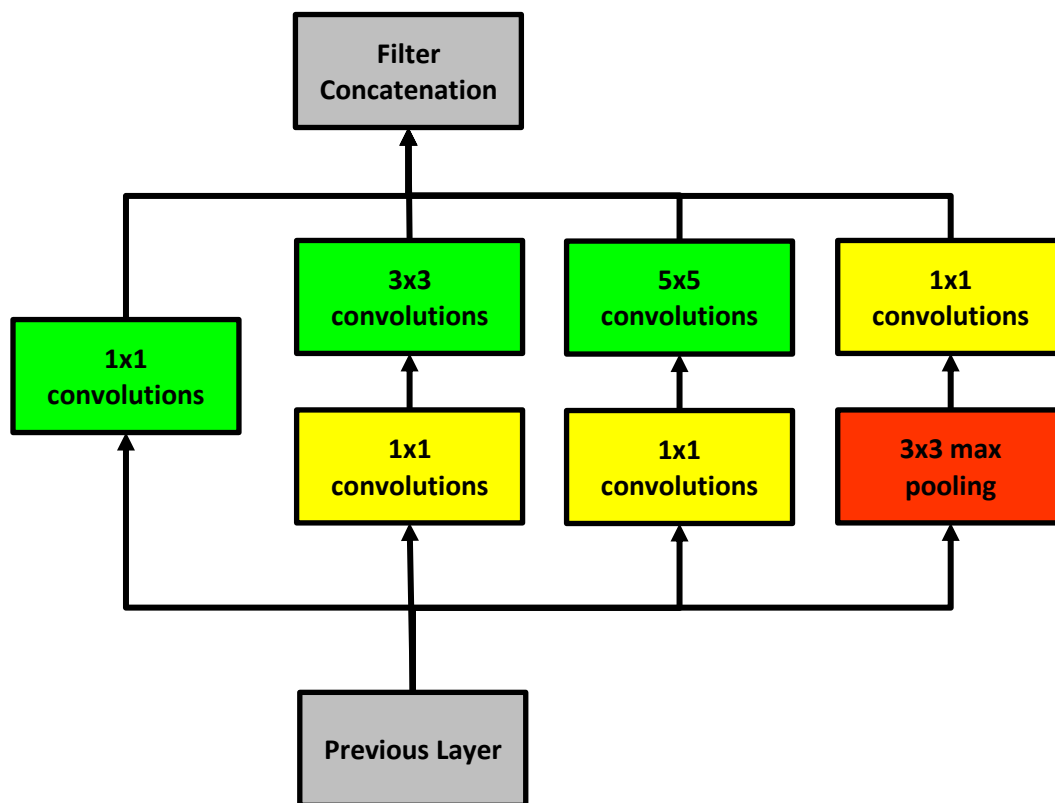 Filter
Concatenation
3x3
convolutions
5x5
convolutions
1x1
convolutions
1x1
convolutions
1x1
convolutions
1x1
convolutions
3x3 max
pooling
Previous Layer